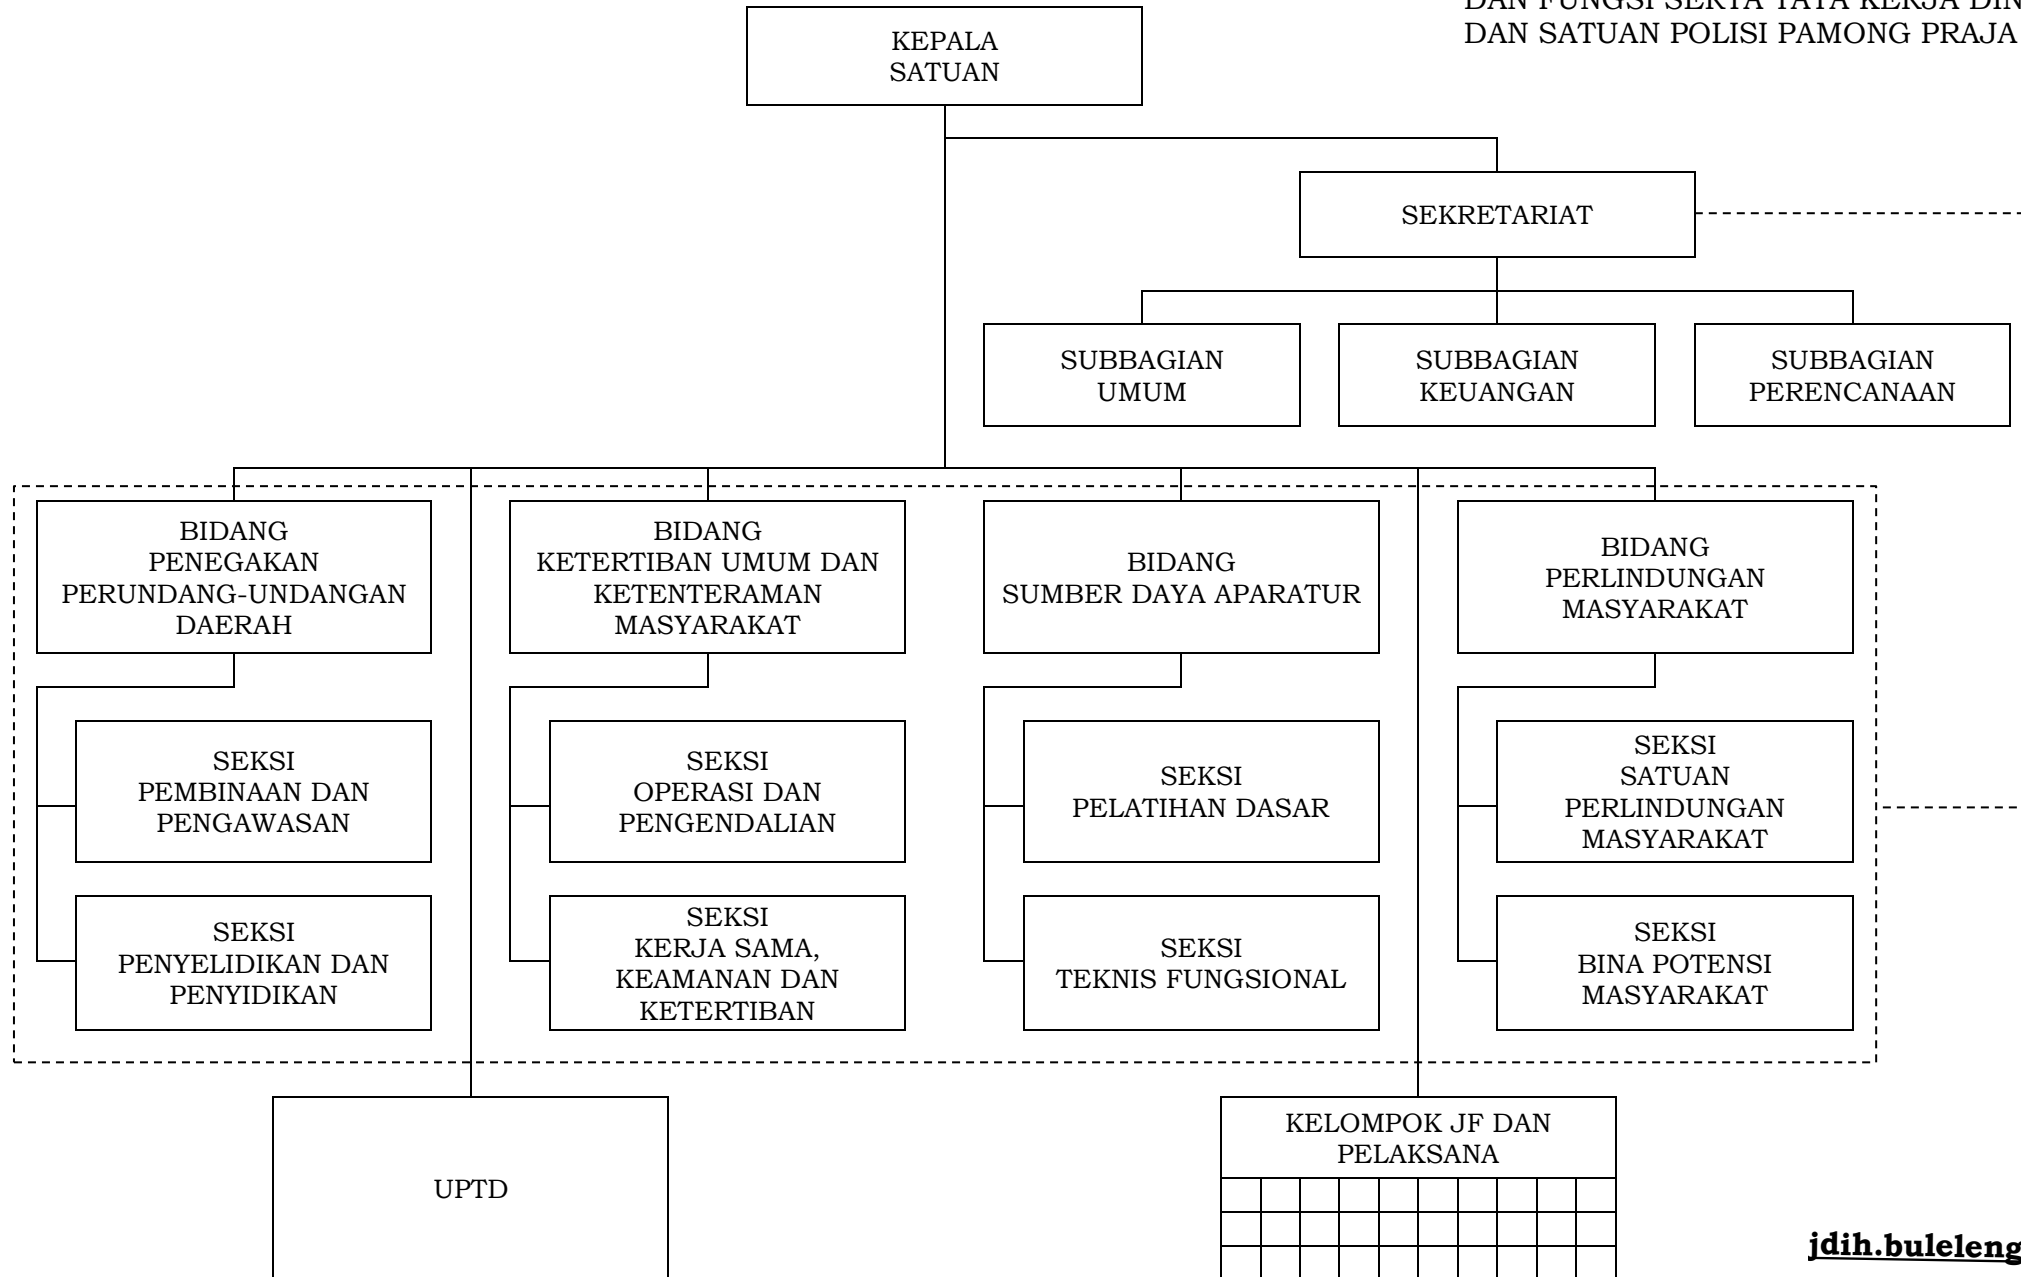 DAN FUNGSI SERTA TATA KERJA DIN
DAN SATUAN POLISI PAMONG PRAJA
KEPALA
SATUAN
SEKRETARIAT
SUBBAGIAN
UMUM
SUBBAGIAN
KEUANGAN
SUBBAGIAN
PERENCANAAN
BIDANG
PENEGAKAN
PERUNDANG-UNDANGAN
DAERAH
BIDANG
KETERTIBAN UMUM DAN
KETENTERAMAN
MASYARAKAT
BIDANG
SUMBER DAYA APARATUR
BIDANG
PERLINDUNGAN
MASYARAKAT
SEKSI
PEMBINAAN DAN
PENGAWASAN
SEKSI
OPERASI DAN
PENGENDALIAN
SEKSI
PELATIHAN DASAR
SEKSI
SATUAN
PERLINDUNGAN
MASYARAKAT
SEKSI
PENYELIDIKAN DAN
PENYIDIKAN
SEKSI
KERJA SAMA,
KEAMANAN DAN
KETERTIBAN
SEKSI
TEKNIS FUNGSIONAL
SEKSI
BINA POTENSI
MASYARAKAT
UPTD
KELOMPOK JF DAN
PELAKSANA
jdih.buleleng